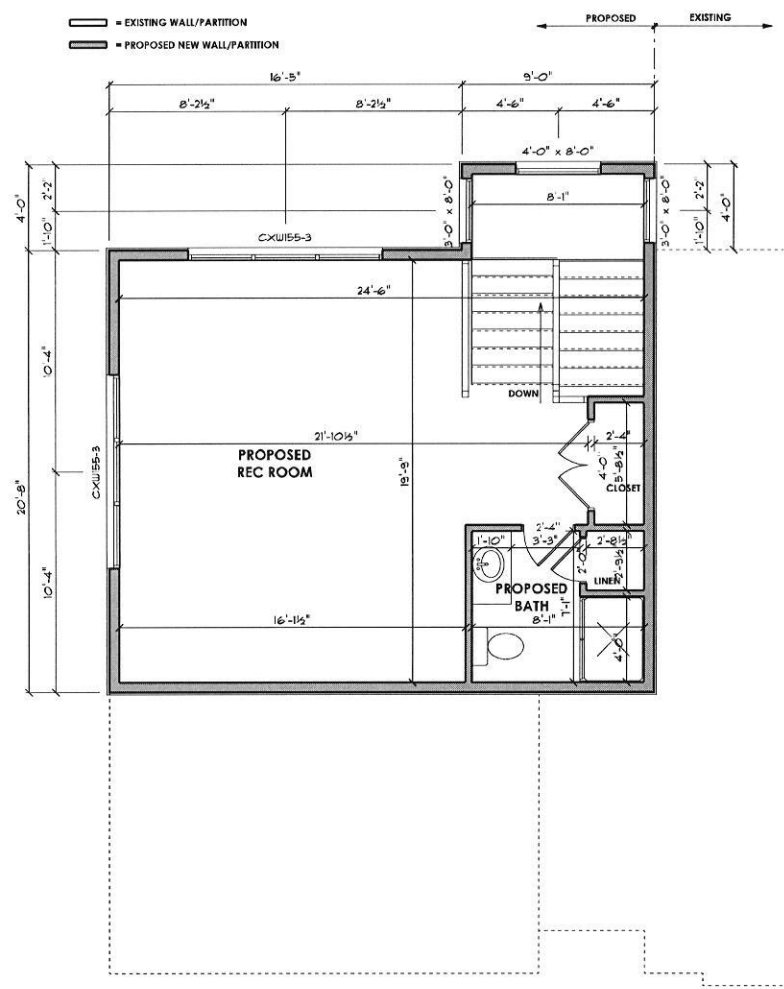 = EXISTING WALL/PARTITION
= PROPOSED NEW WALL/PARTITION
PROPOSED
EXISTING
16'-5"
9'-0"
8'-2½"
8'-2½"
4'-6"
4'-6"
4'-0" x 8'-0"
4'-0"
2'-2"
1'-10"
3'-0" x 8'-0"
8'-1"
3'-0" x 8'-0"
2'-2"
1'-10"
4'-0"
CXW155-3
24'-6"
10'-4"
DOWN
21'-10½"
2'-4"
PROPOSED
REC ROOM
CXW155-3
19'-9"
4'-0"
5'-8½"
CLOSET
20'-8"
10'-4"
2'-4"
1'-10"
3'-3"
2'-8½"
2'-0"
2'-9½"
LINEN
PROPOSED
BATH
7'-1"
16'-1½"
8'-1"
4'-0"